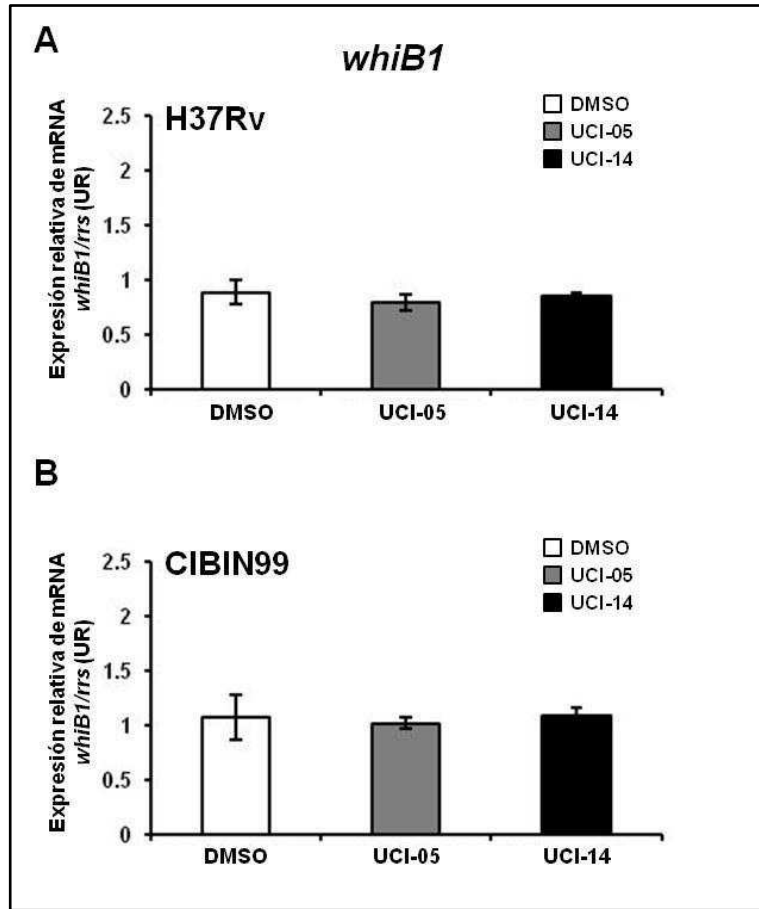 A
whiB1
H37Rv
DMSO
UCI-05
UCI-14
Expresión relativa de mRNA
whiB1/rrs (UR)
2.5
2
1.5
1
0.5
0
DMSO UCI-05 UCI-14
B
CIBIN99
DMSO
UCI-05
UCI-14
Expresión relativa de mRNA
whiB1/rrs (UR)
2.5
2
1.5
1
0.5
0
DMSO UCI-05 UCI-14